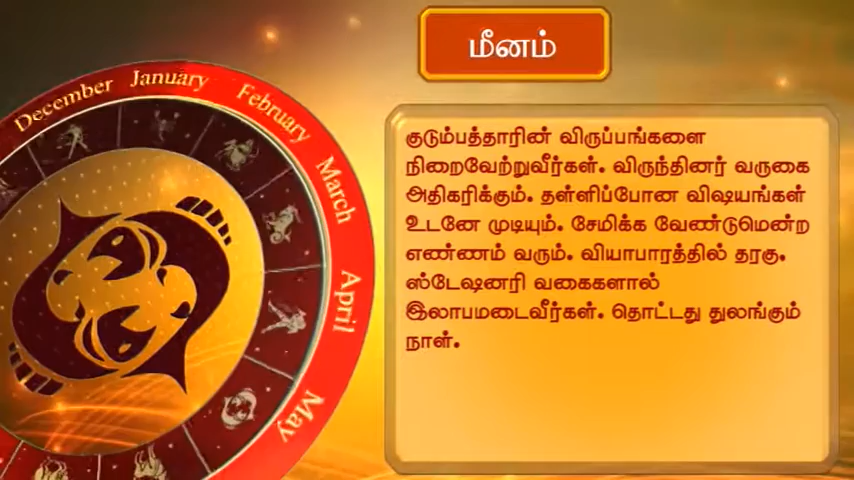 மீனம்
December
January
February
March
April
May
குடும்பத்தாரின் விருப்பங்களை
நிறைவேற்றுவீர்கள். விருந்தினர் வருகை
அதிகரிக்கும். தள்ளிப்போன விஷயங்கள்
உடனே முடியும். சேமிக்க வேண்டுமென்ற
எண்ணம் வரும். வியாபாரத்தில் தரகு,
ஸ்டேஷனரி வகைகளால்
இலாபமடைவீர்கள். தொட்டது துலங்கும்
நாள்.